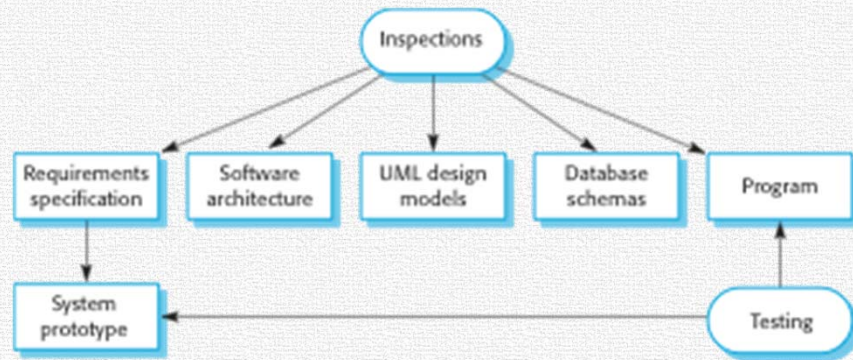 Inspections
Requirements
specification
Software
architecture
UML design
models
Database
schemas
Program
System
prototype
Testing